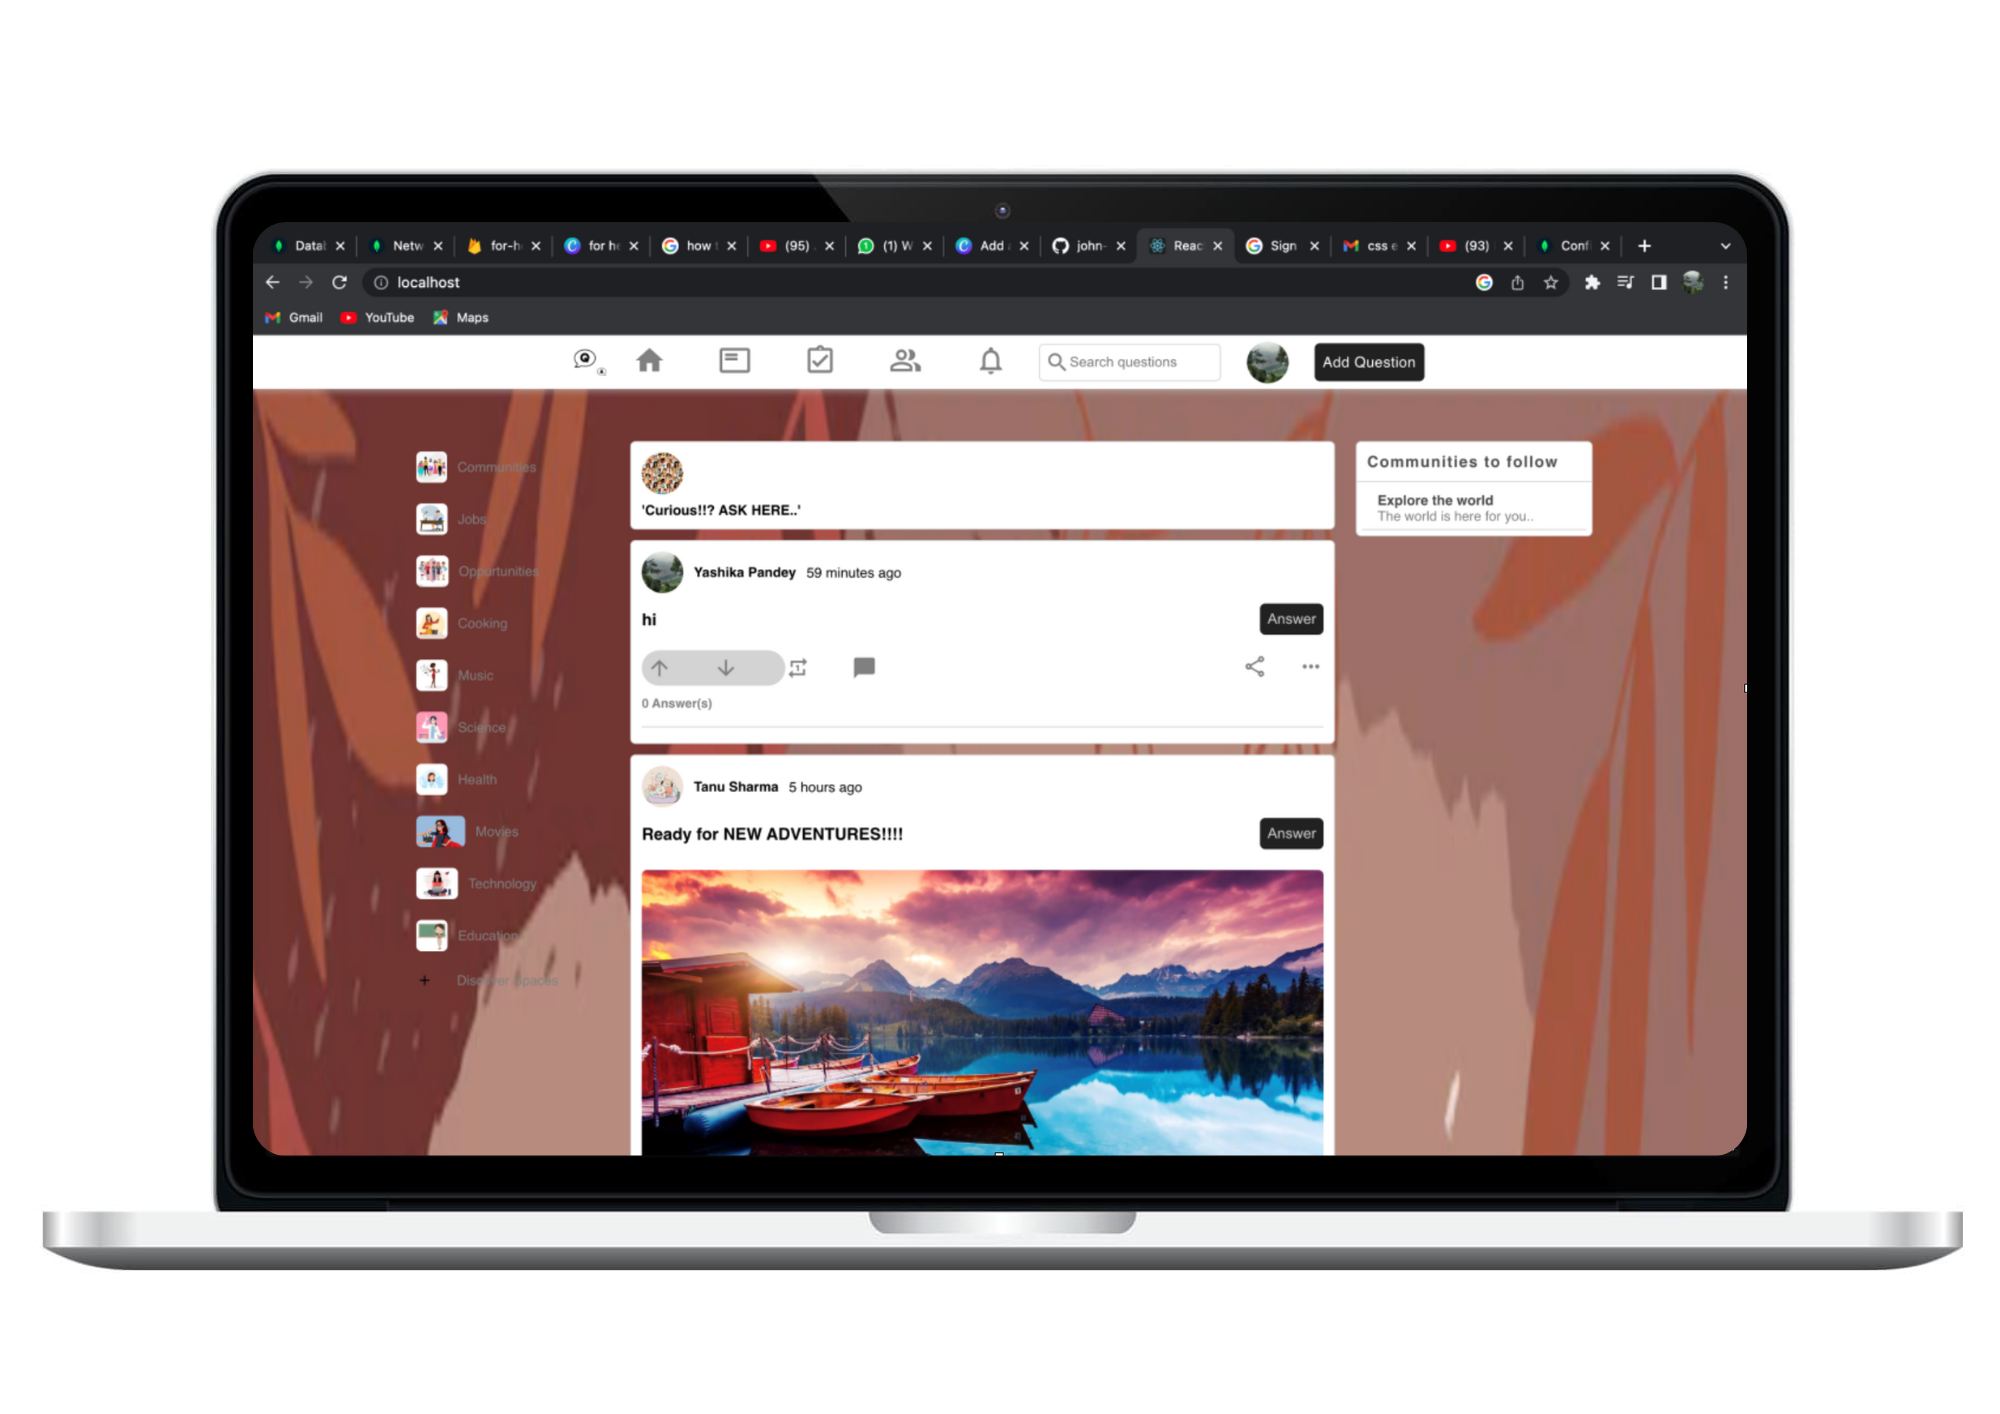 Data
Netw
for-h
for he
how t
(95)
(1) W
Add
john-
Reac
Sign
css e
(93)
Conf
localhost
Gmail
YouTube
Maps
Q
Search questions
Add Question
Communities
Jobs
Oppurtunities
Cooking
Music
Science
Health
Movies
Technology
Education
Discover Spaces
'Curious!!? ASK HERE..'
Yashika Pandey 59 minutes ago
hi
Answer
0 Answer(s)
Tanu Sharma 5 hours ago
Ready for NEW ADVENTURES!!!!
Answer
Communities to follow
Explore the world
The world is here for you..